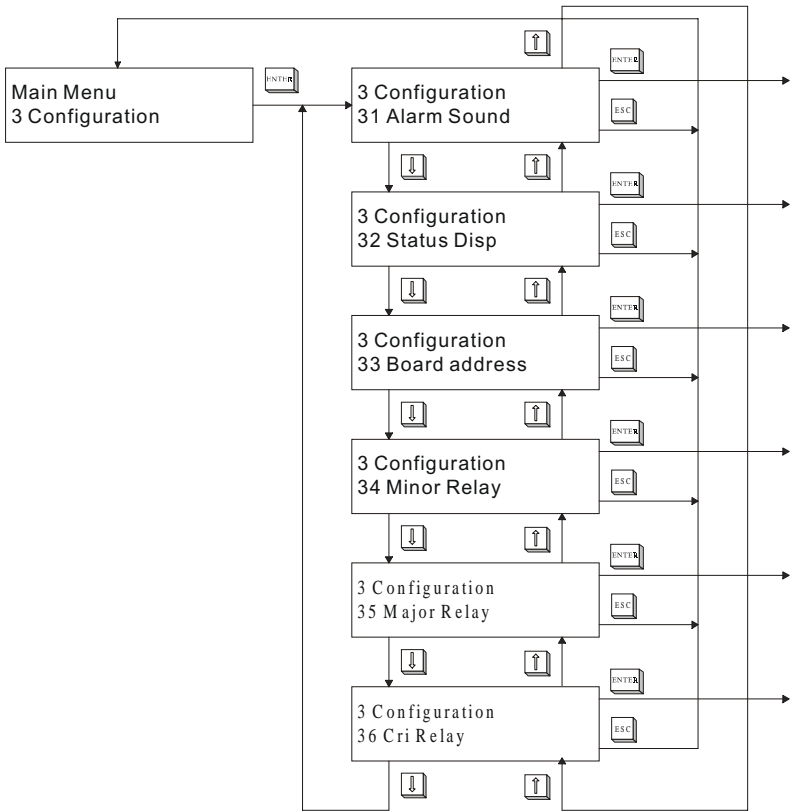 ↑
ENTER
ENTER
Main Menu
3 Configuration
3 Configuration
31 Alarm Sound
ESC
↓
↑
ENTER
3 Configuration
32 Status Disp
ESC
↓
↑
ENTER
3 Configuration
33 Board address
ESC
↓
↑
ENTER
3 Configuration
34 Minor Relay
ESC
↓
↑
ENTER
3 Configuration
35 Major Relay
ESC
↓
↑
ENTER
3 Configuration
36 Cri Relay
ESC
↓
↑